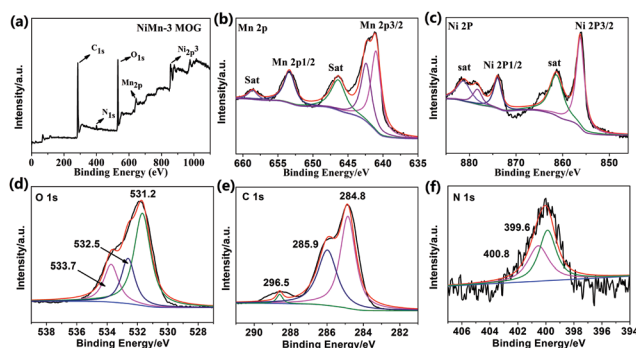 (a)
NiMn-3 MOG
C1s
O1s
Ni2p3
Mn2p
N1s
Intensity/a.u.
0 200 400 600 800 1000
Binding Energy (eV)
(b)
Mn 2p
Mn 2p3/2
Mn 2p1/2
Sat
Sat
Intensity/a.u.
660 655 650 645 640 635
Binding Energy/eV
(c)
Ni 2P
Ni 2P3/2
sat
Ni 2P1/2
sat
Intensity/a.u.
880 870 860 850
Binding Energy/eV
(d)
O 1s
531.2
532.5
533.7
Intensity/a.u.
538 536 534 532 530 528
Binding Energy/eV
(e)
C 1s
284.8
285.9
296.5
Intensity/a.u.
290 288 286 284 282
Binding Energy/eV
(f)
N 1s
399.6
400.8
Intensity/a.u.
406 404 402 400 398 396 394
Binding Energy/eV